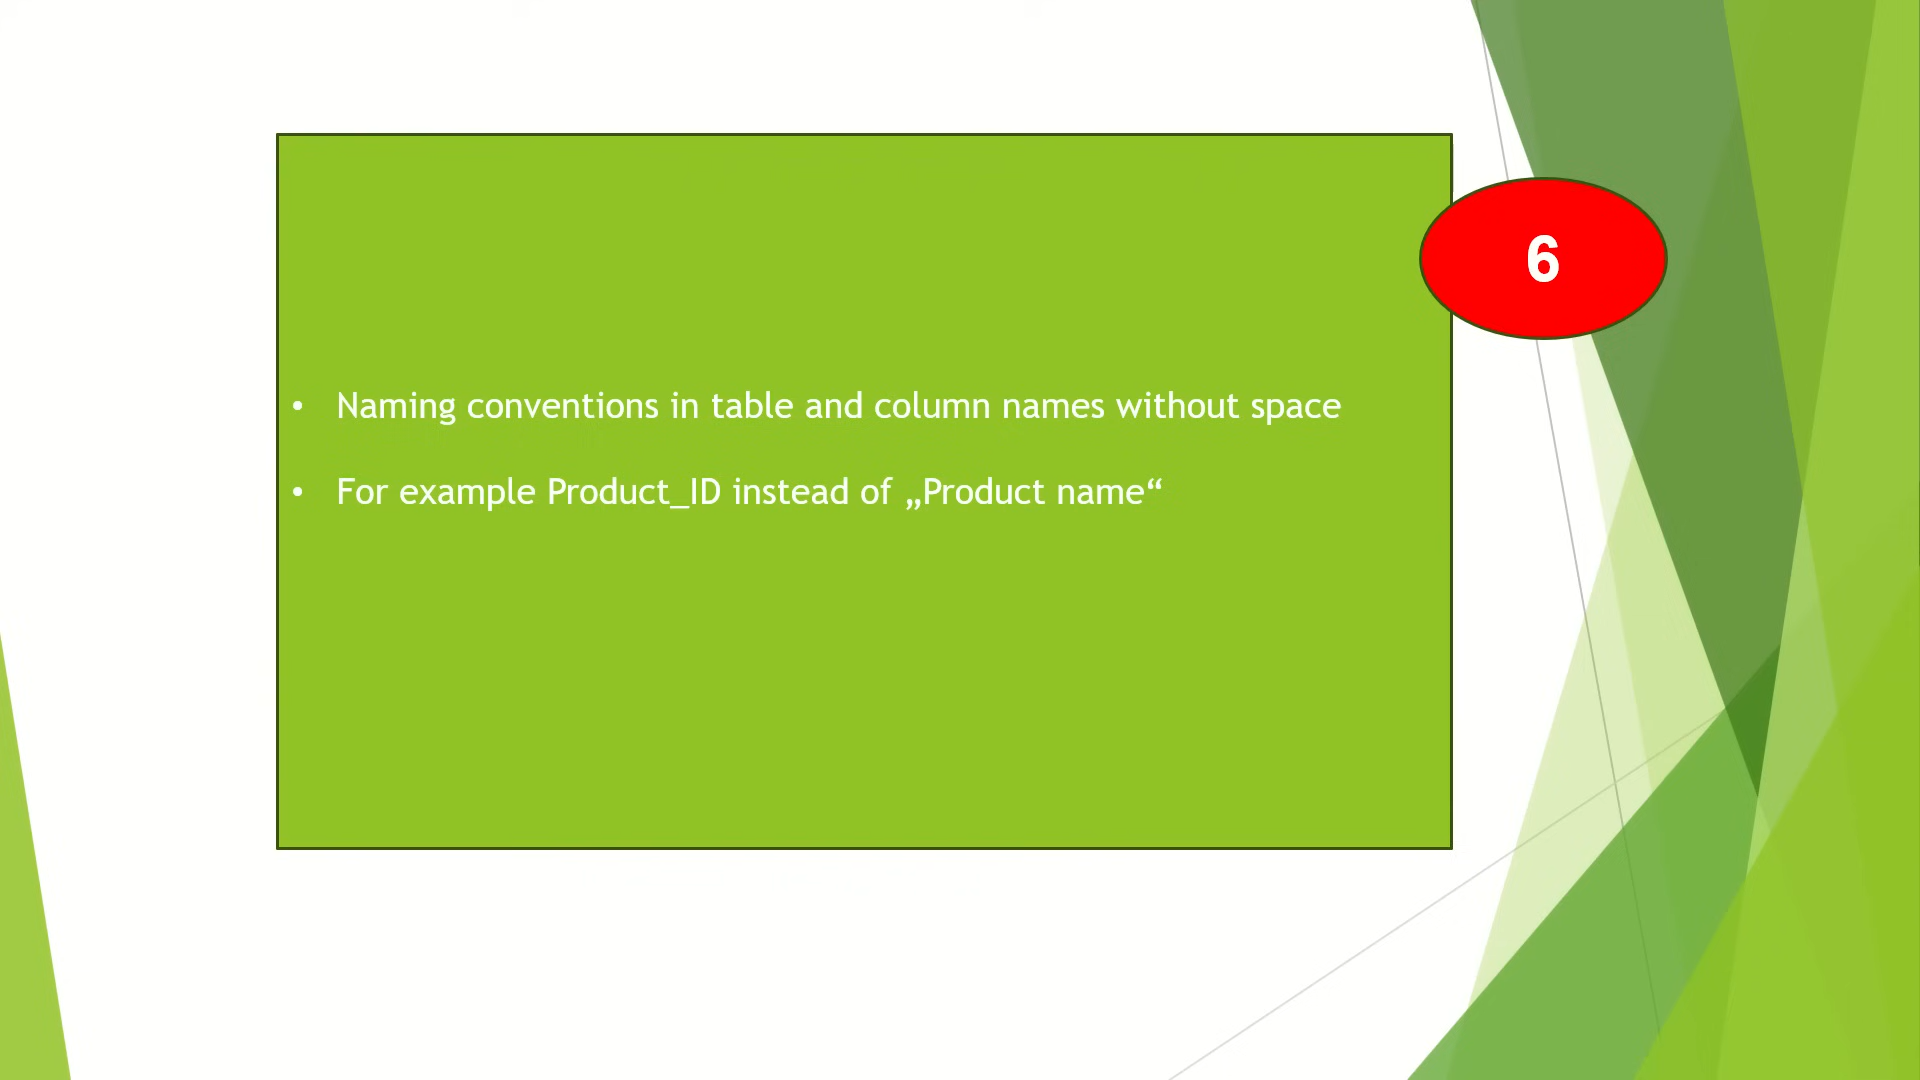 6
• Naming conventions in table and column names without space
• For example Product_ID instead of „Product name“